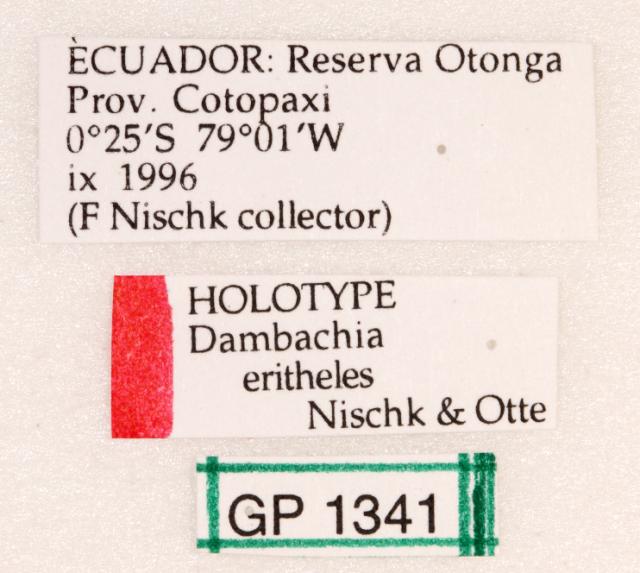 ECUADOR: Reserva Otonga
Prov. Cotopaxi
0°25'S 79°01'W
ix 1996
(F Nischk collector)
HOLOTYPE
Dambachia
eritheles
Nischk & Otte
GP 1341